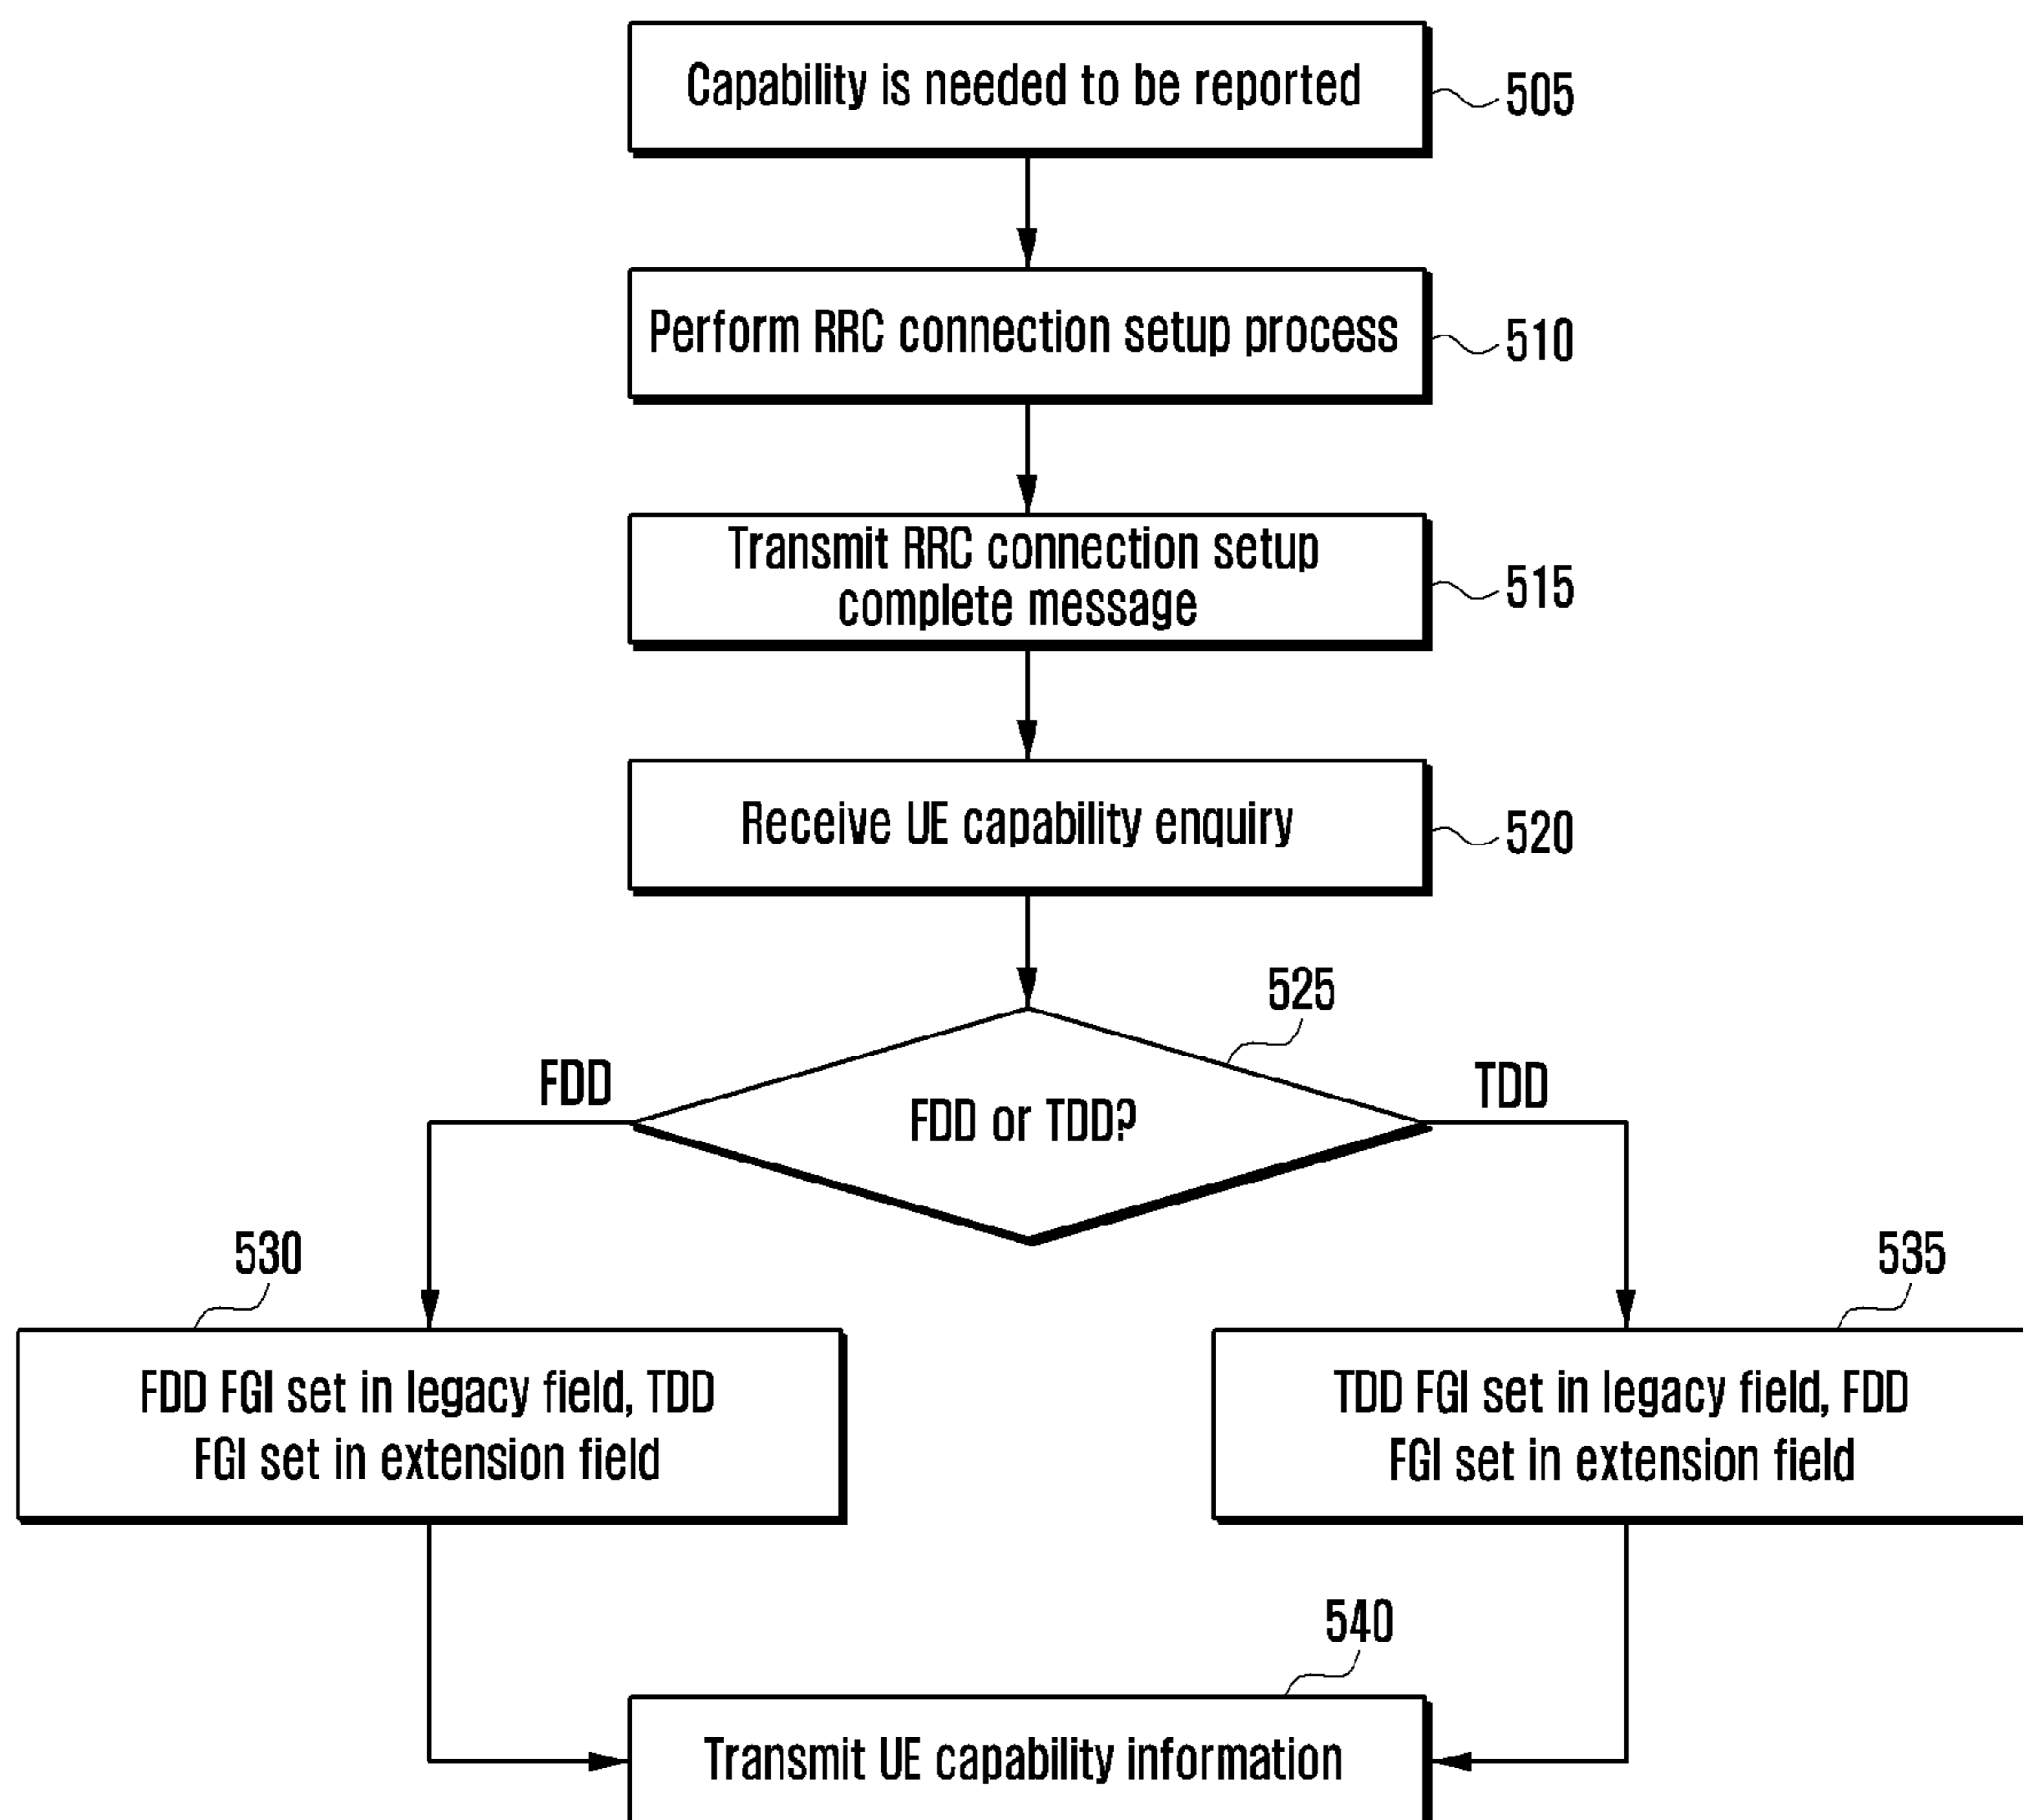 Capability is needed to be reported
505
Perform RRC connection setup process
510
Transmit RRC connection setup
complete message
515
Receive UE capability enquiry
520
525
FDD
FDD or TDD?
TDD
530
FDD FGI set in legacy field, TDD
FGI set in extension field
535
TDD FGI set in legacy field, FDD
FGI set in extension field
540
Transmit UE capability information